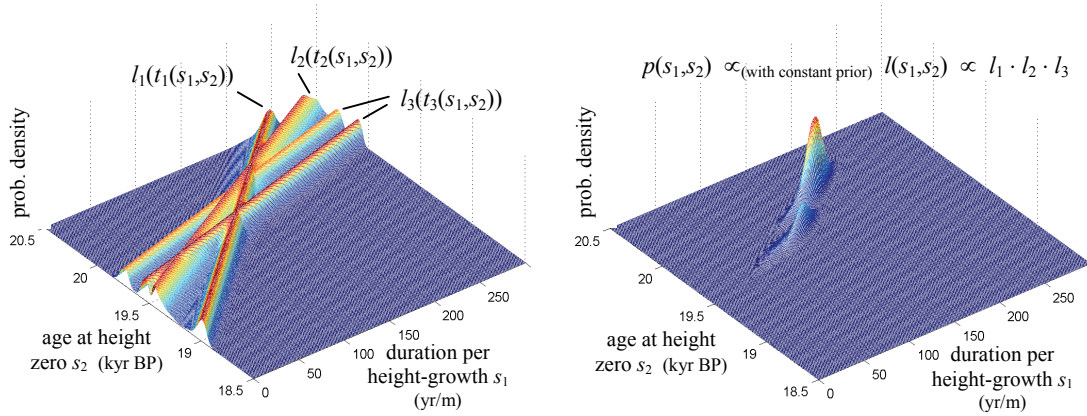 l₁(t₁(s₁,s₂))
l₂(t₂(s₁,s₂))
l₃(t₃(s₁,s₂))
prob. density
20.5
20
19.5
19
18.5
age at height
zero s₂ (kyr BP)
0
50
100
150
200
250
duration per
height-growth s₁
(yr/m)
p(s₁,s₂) ∝(with constant prior) l(s₁,s₂) ∝ l₁ · l₂ · l₃
prob. density
20.5
20
19.5
19
18.5
age at height
zero s₂ (kyr BP)
0
50
100
150
200
250
duration per
height-growth s₁
(yr/m)